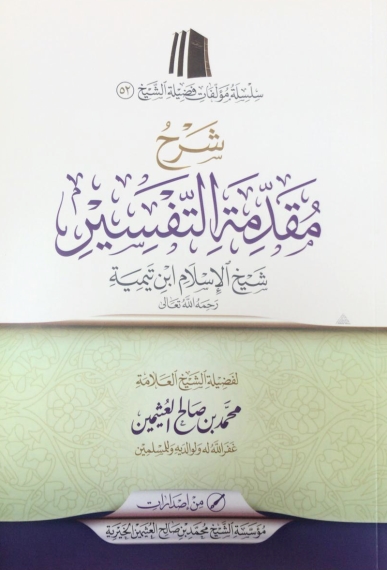 سلسلة مؤلفات فضيلة الشيخ (٥٢)
شرح
مقدمة التفسير
شيخ الإسلام ابن تيمية
رحمه الله تعالى
لفضيلة الشيخ العلامة
محمد بن صالح العثيمين
غفر الله له ولوالديه وللمسلمين
من إصدارات
مؤسسة الشيخ محمد بن صالح العثيمين الخيرية